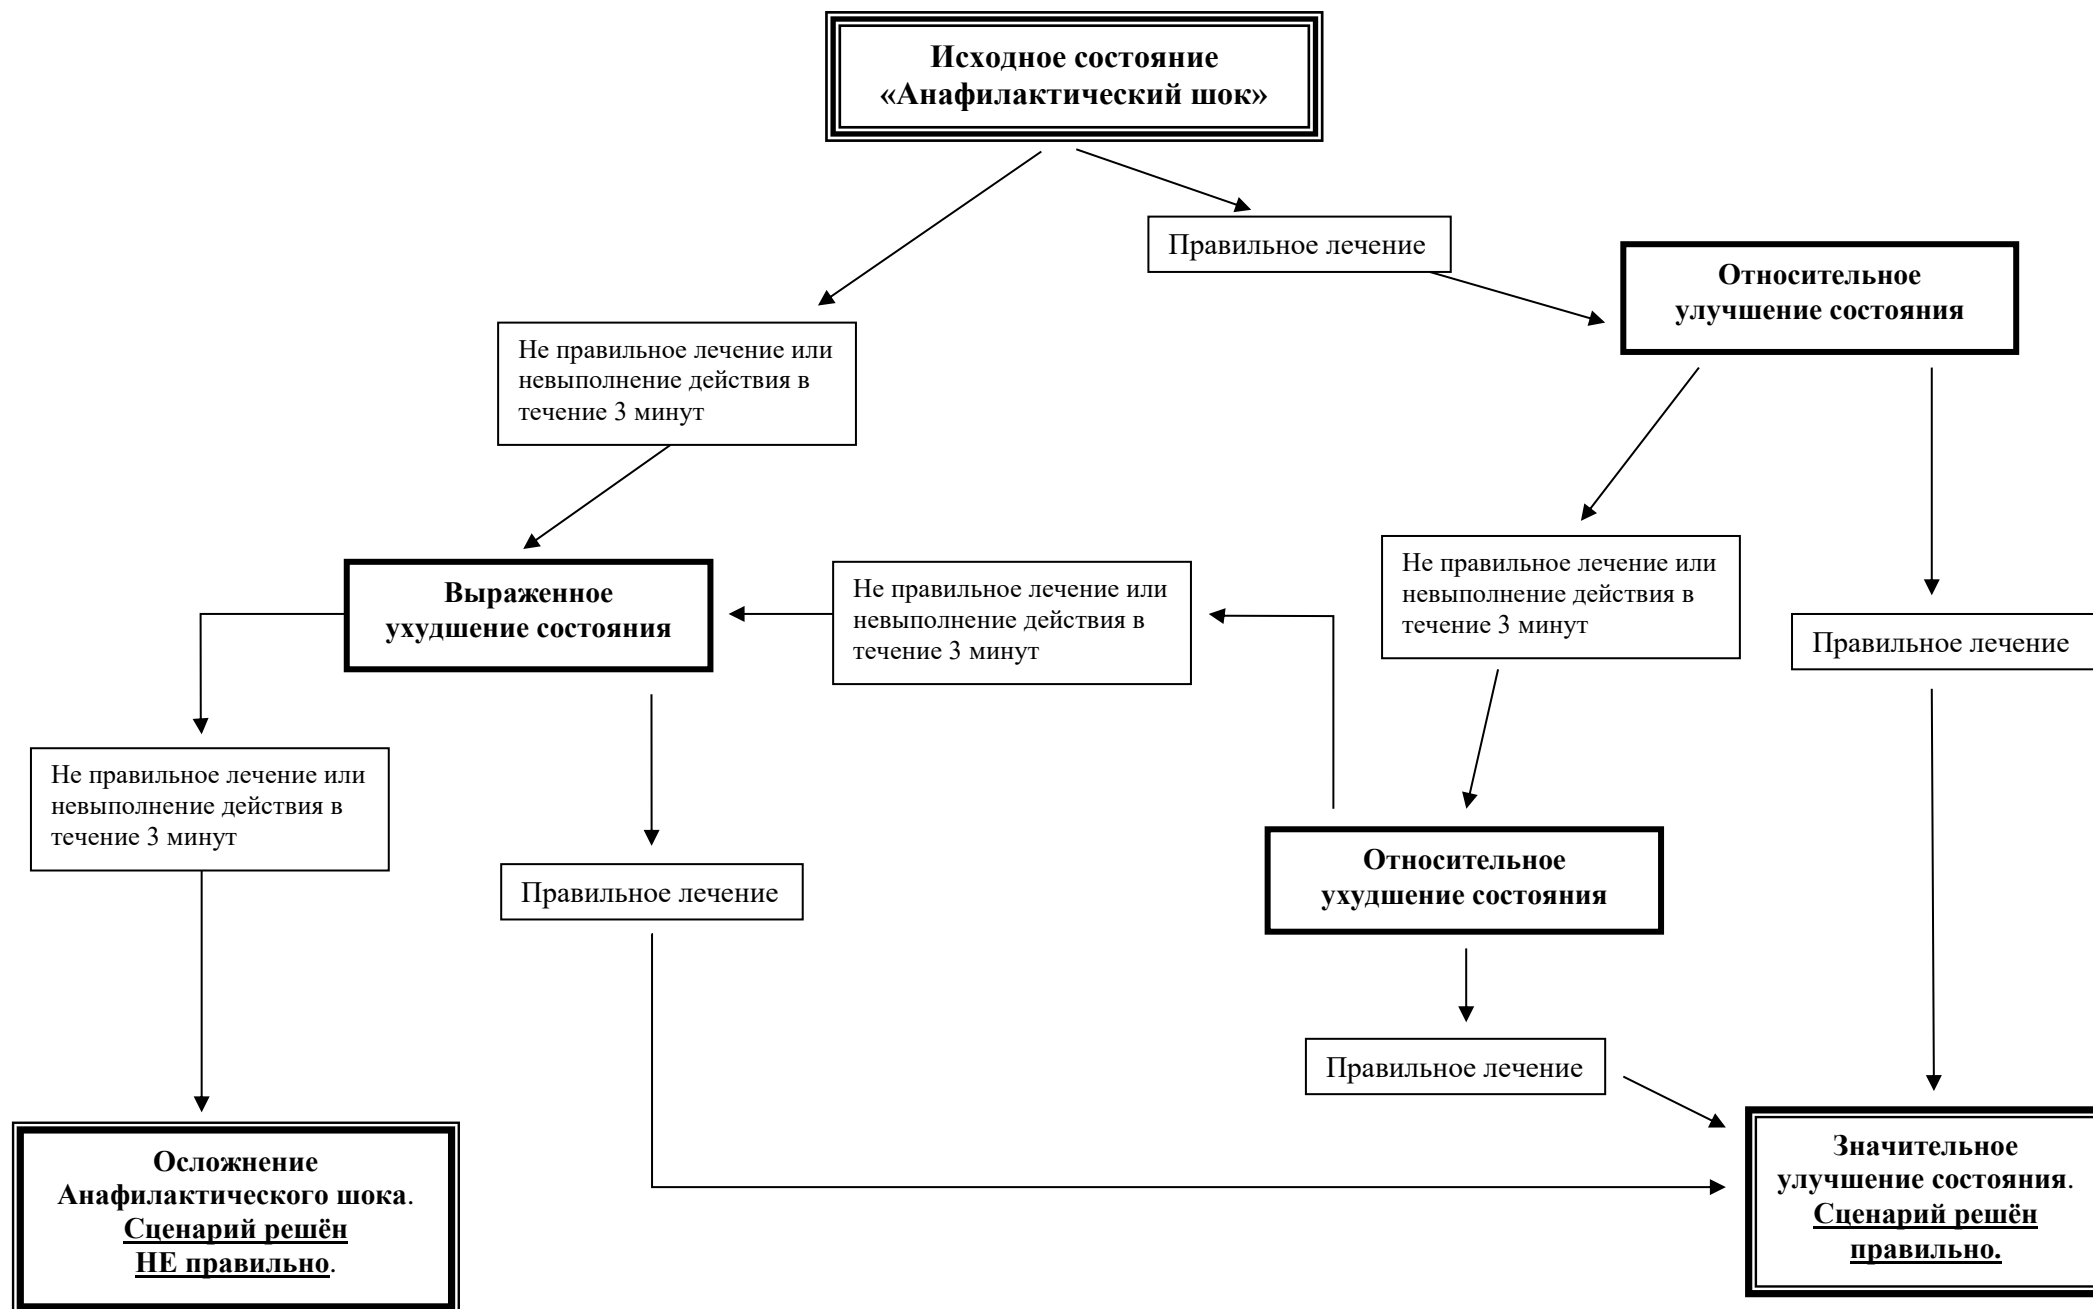 Исходное состояние
«Анафилактический шок»
Правильное лечение
Относительное
улучшение состояния
Не правильное лечение или
невыполнение действия в
течение 3 минут
Не правильное лечение или
невыполнение действия в
течение 3 минут
Выраженное
ухудшение состояния
Не правильное лечение или
невыполнение действия в
течение 3 минут
Правильное лечение
Не правильное лечение или
невыполнение действия в
течение 3 минут
Правильное лечение
Относительное
ухудшение состояния
Правильное лечение
Осложнение
Анафилактического шока.
Сценарий решён
НЕ правильно.
Значительное
улучшение состояния.
Сценарий решён
правильно.